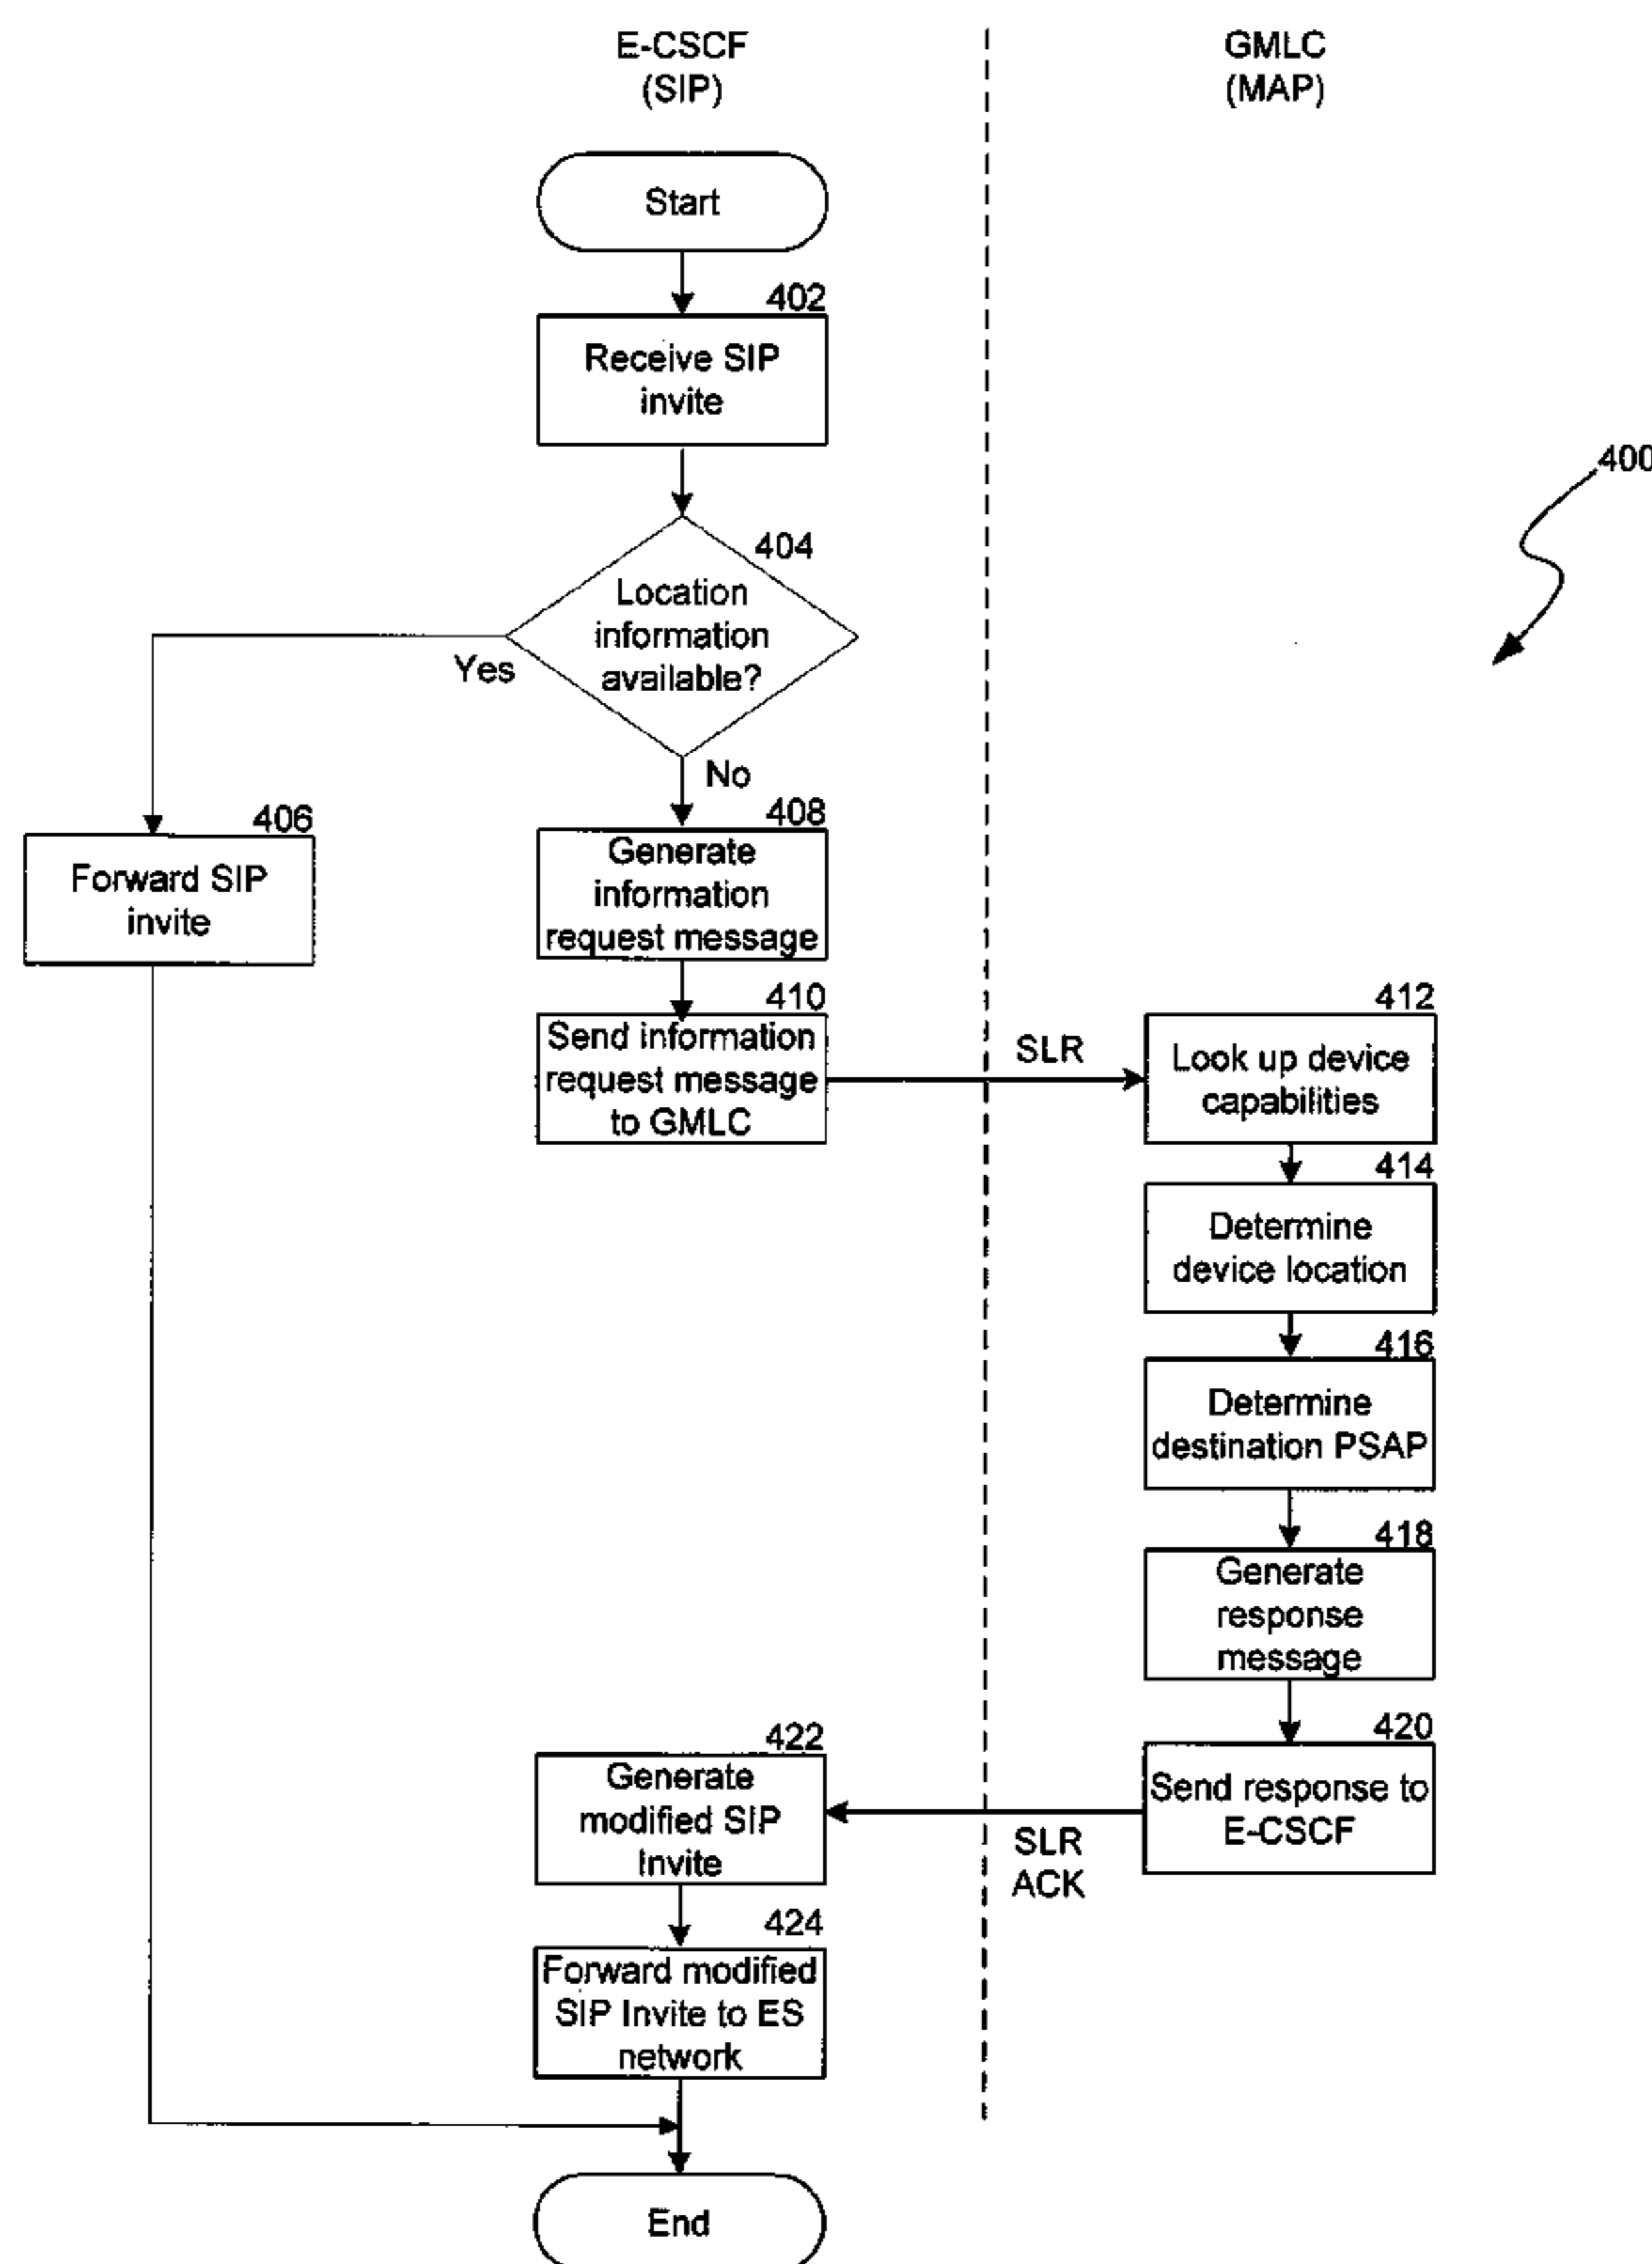 E-CSCF
(SIP)
GMLC
(MAP)
Start
402
Receive SIP
invite
400
404
Location
information
available?
Yes
No
406
Forward SIP
invite
408
Generate
information
request message
410
Send information
request message
to GMLC
SLR
412
Look up device
capabilities
414
Determine
device location
416
Determine
destination PSAP
418
Generate
response
message
420
Send response to
E-CSCF
SLR
ACK
422
Generate
modified SIP
Invite
424
Forward modified
SIP Invite to ES
network
End